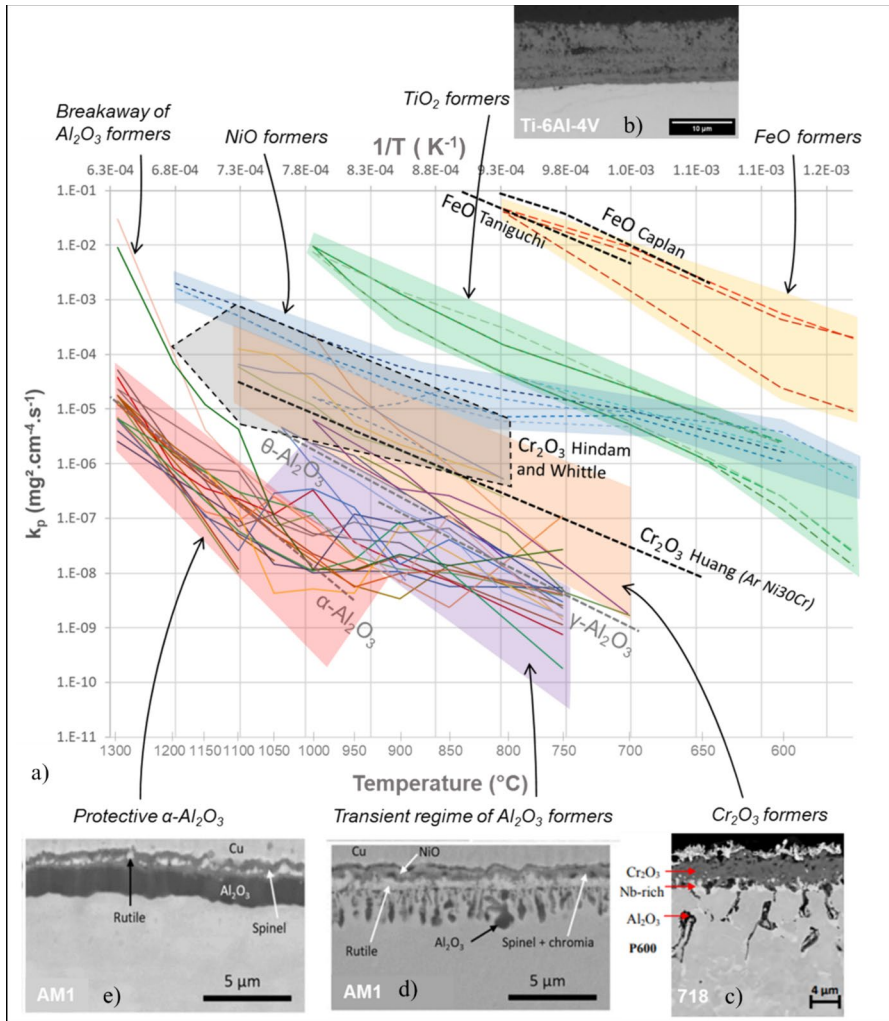 Ti-6Al-4V
b)
10 µm
Breakaway of
Al₂O₃ formers
NiO formers
TiO₂ formers
FeO formers
1/T ( K⁻¹)
6.3E-04 6.8E-04 7.3E-04 7.8E-04 8.3E-04 8.8E-04 9.3E-04 9.8E-04 1.0E-03 1.1E-03 1.1E-03 1.2E-03
1.E-01
1.E-02
1.E-03
1.E-04
1.E-05
1.E-06
1.E-07
1.E-08
1.E-09
1.E-10
1.E-11
kₚ (mg².cm⁻⁴.s⁻¹)
FeO Taniguchi
FeO Caplan
Cr₂O₃ Hindam
and Whittle
θ-Al₂O₃
Cr₂O₃ Huang (Ar Ni30Cr)
α-Al₂O₃
γ-Al₂O₃
1300 1200 1150 1100 1050 1000 950 900 850 800 750 700 650 600
a)
Temperature (°C)
Protective α-Al₂O₃
Transient regime of Al₂O₃ formers
Cr₂O₃ formers
Cu
Al₂O₃
Rutile
Spinel
5 µm
AM1
e)
Cu
NiO
Rutile
Al₂O₃
Spinel + chromia
AM1
d)
5 µm
Cr₂O₃
Nb-rich
Al₂O₃
P600
718
c)
4 µm